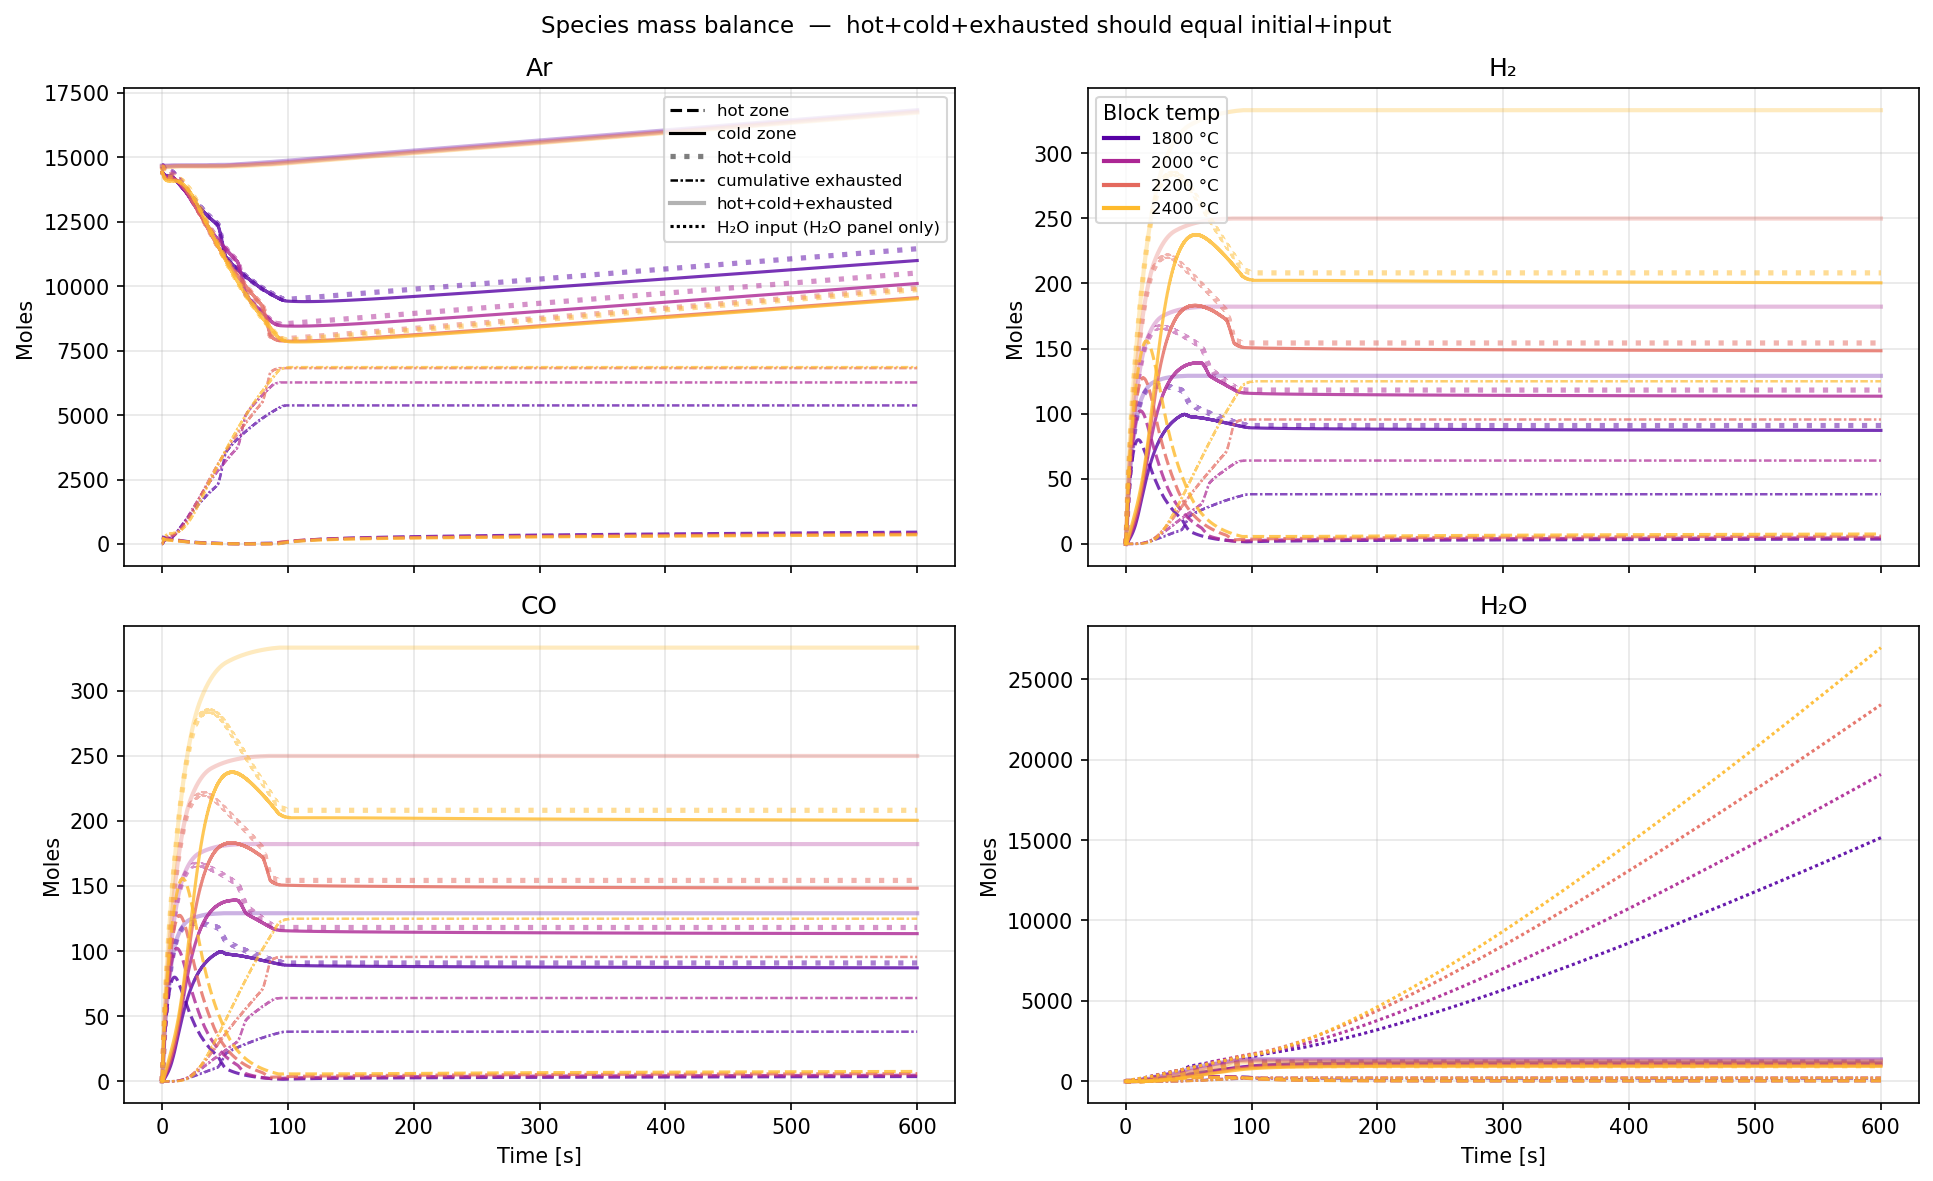 Species mass balance  —  hot+cold+exhausted should equal initial+input
Ar
17500
15000
12500
10000
7500
5000
2500
0
Moles
hot zone
cold zone
hot+cold
cumulative exhausted
hot+cold+exhausted
H₂O input (H₂O panel only)
H₂
300
250
200
150
100
50
0
Moles
Block temp
1800 °C
2000 °C
2200 °C
2400 °C
CO
300
250
200
150
100
50
0
Moles
0 100 200 300 400 500 600
Time [s]
H₂O
25000
20000
15000
10000
5000
0
Moles
0 100 200 300 400 500 600
Time [s]